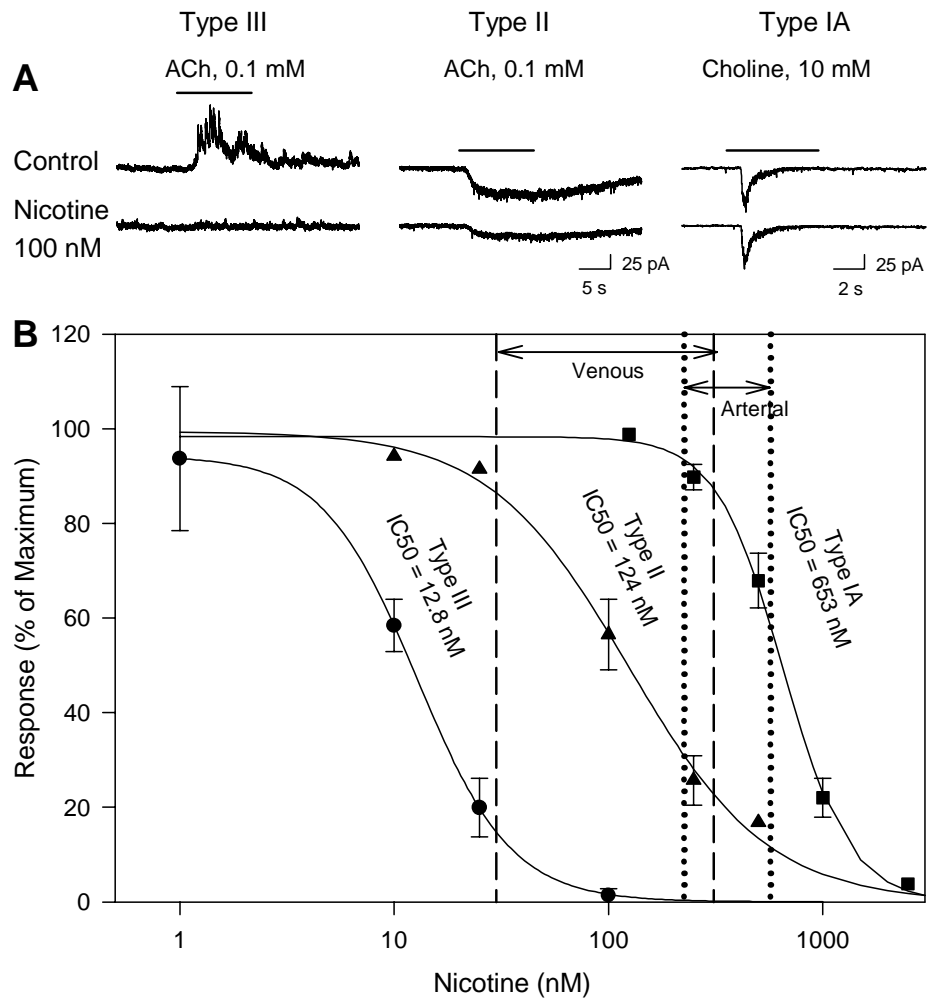 Type III Type II Type IA
A ACh, 0.1 mM ACh, 0.1 mM Choline, 10 mM
Control
Nicotine
100 nM
25 pA 25 pA
5 s 2 s
B
120
100
80
60
40
20
0
Response (% of Maximum)
Venous
Arterial
Type III
IC50 = 12.8 nM
Type II
IC50 = 124 nM
Type IA
IC50 = 653 nM
1 10 100 1000
Nicotine (nM)